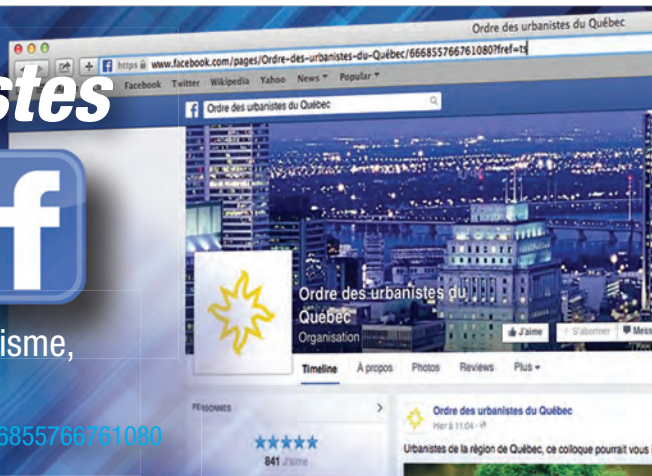 Ordre des urbanistes du Québec
https www.facebook.com/pages/Ordre-des-urbanistes-du-Québec/666855766761080?fref=ts
Facebook Twitter Wikipedia Yahoo News Popular
stes
f Ordre des urbanistes du Québec
f
Ordre des urbanistes du
Québec
Organisation
J'aime S'abonner Mess
isme,
Timeline À propos Photos Reviews Plus
PERSONNES
Ordre des urbanistes du Québec
Hier à 11:04
6855766761080
841 J'aime
Urbanistes de la région de Québec, ce colloque pourrait vous